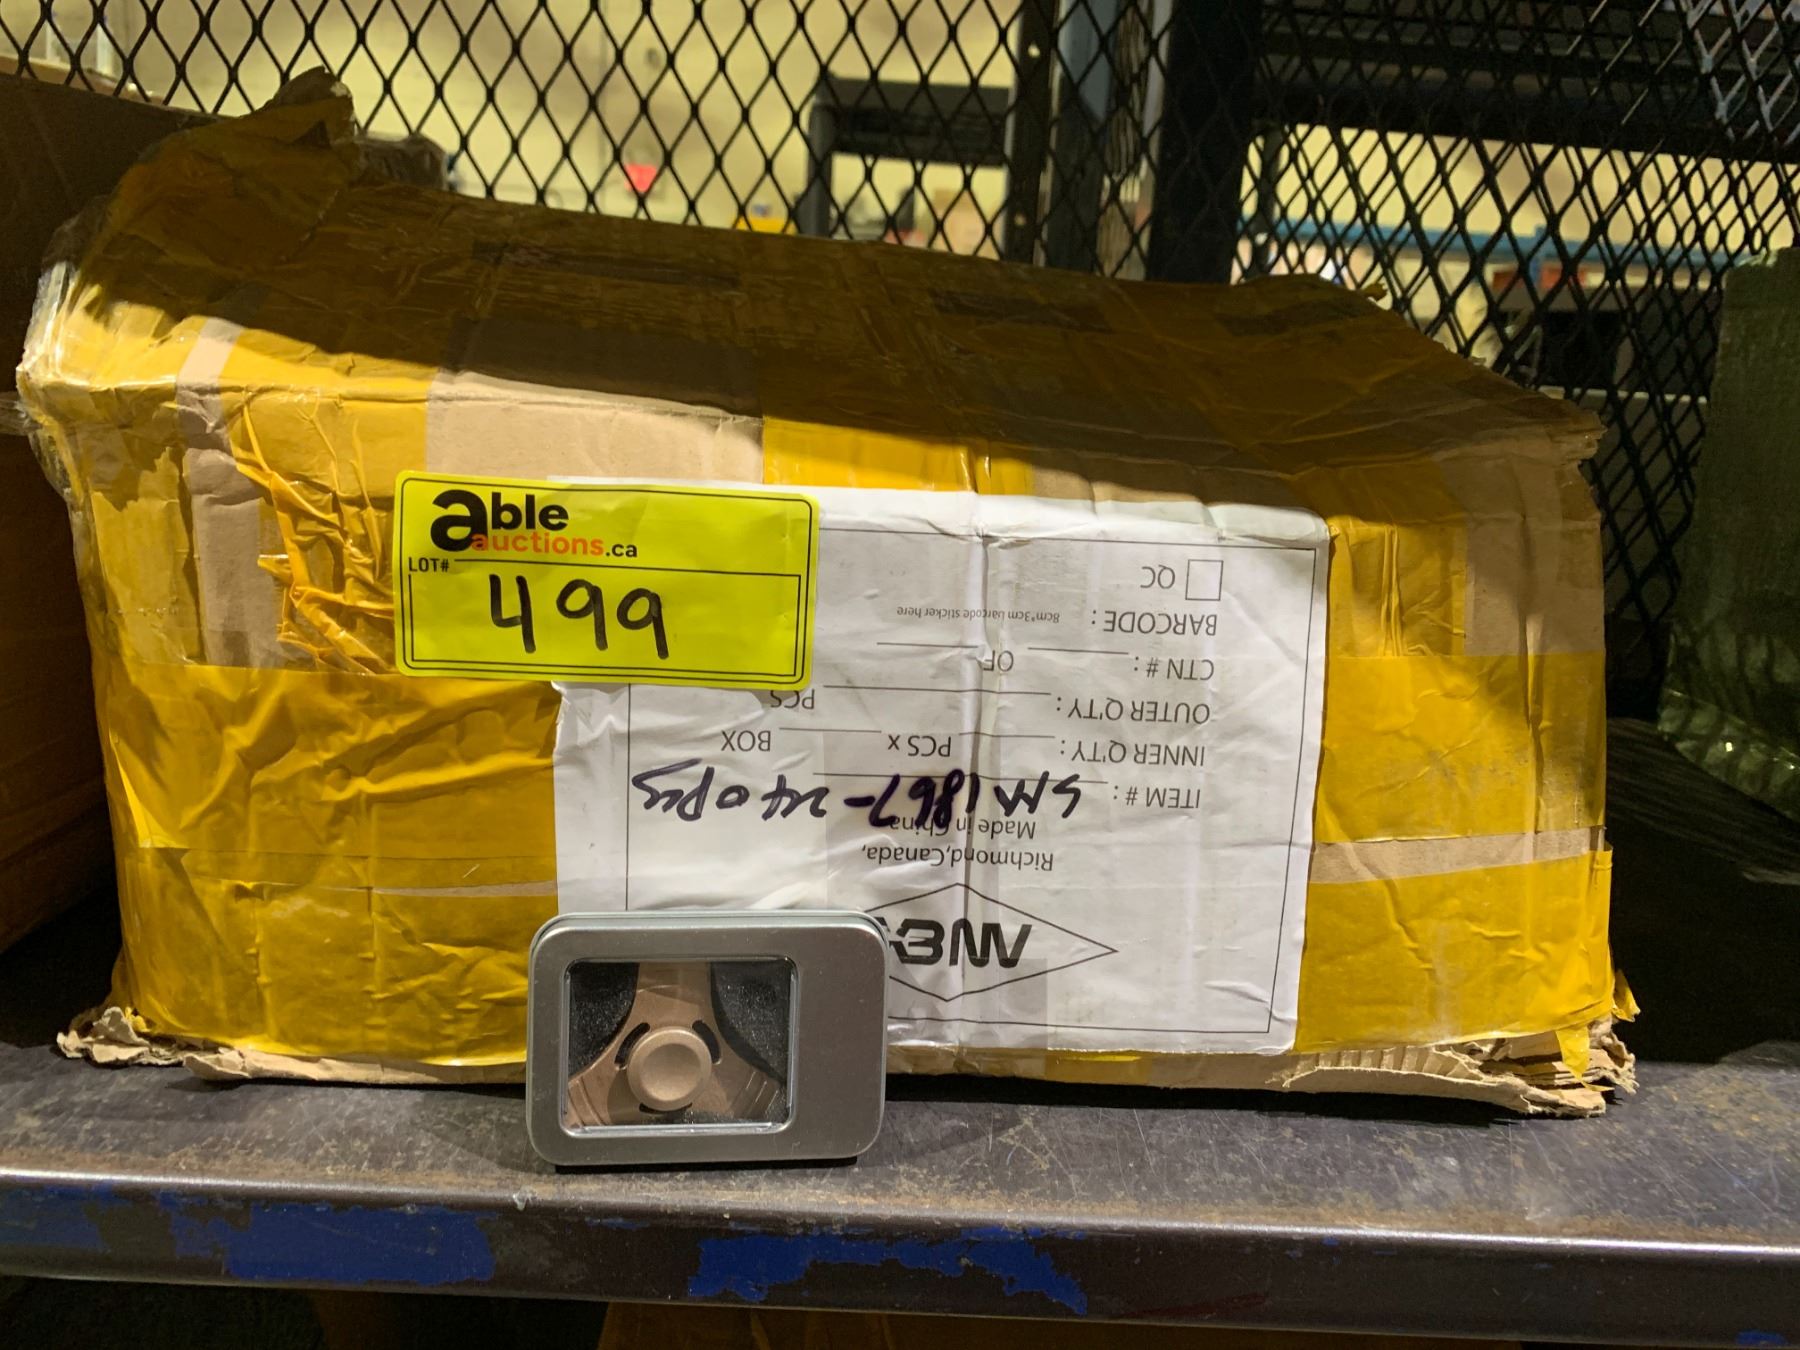 able
auctions.ca
LOT#
499
Richmond,Canada,
Made in China
ITEM # : SM1867-240pcs
INNER Q'TY : PCS x BOX
OUTER Q'TY : PCS
CTN # : OF
BARCODE : 8cm*3cm barcode sticker here
QC